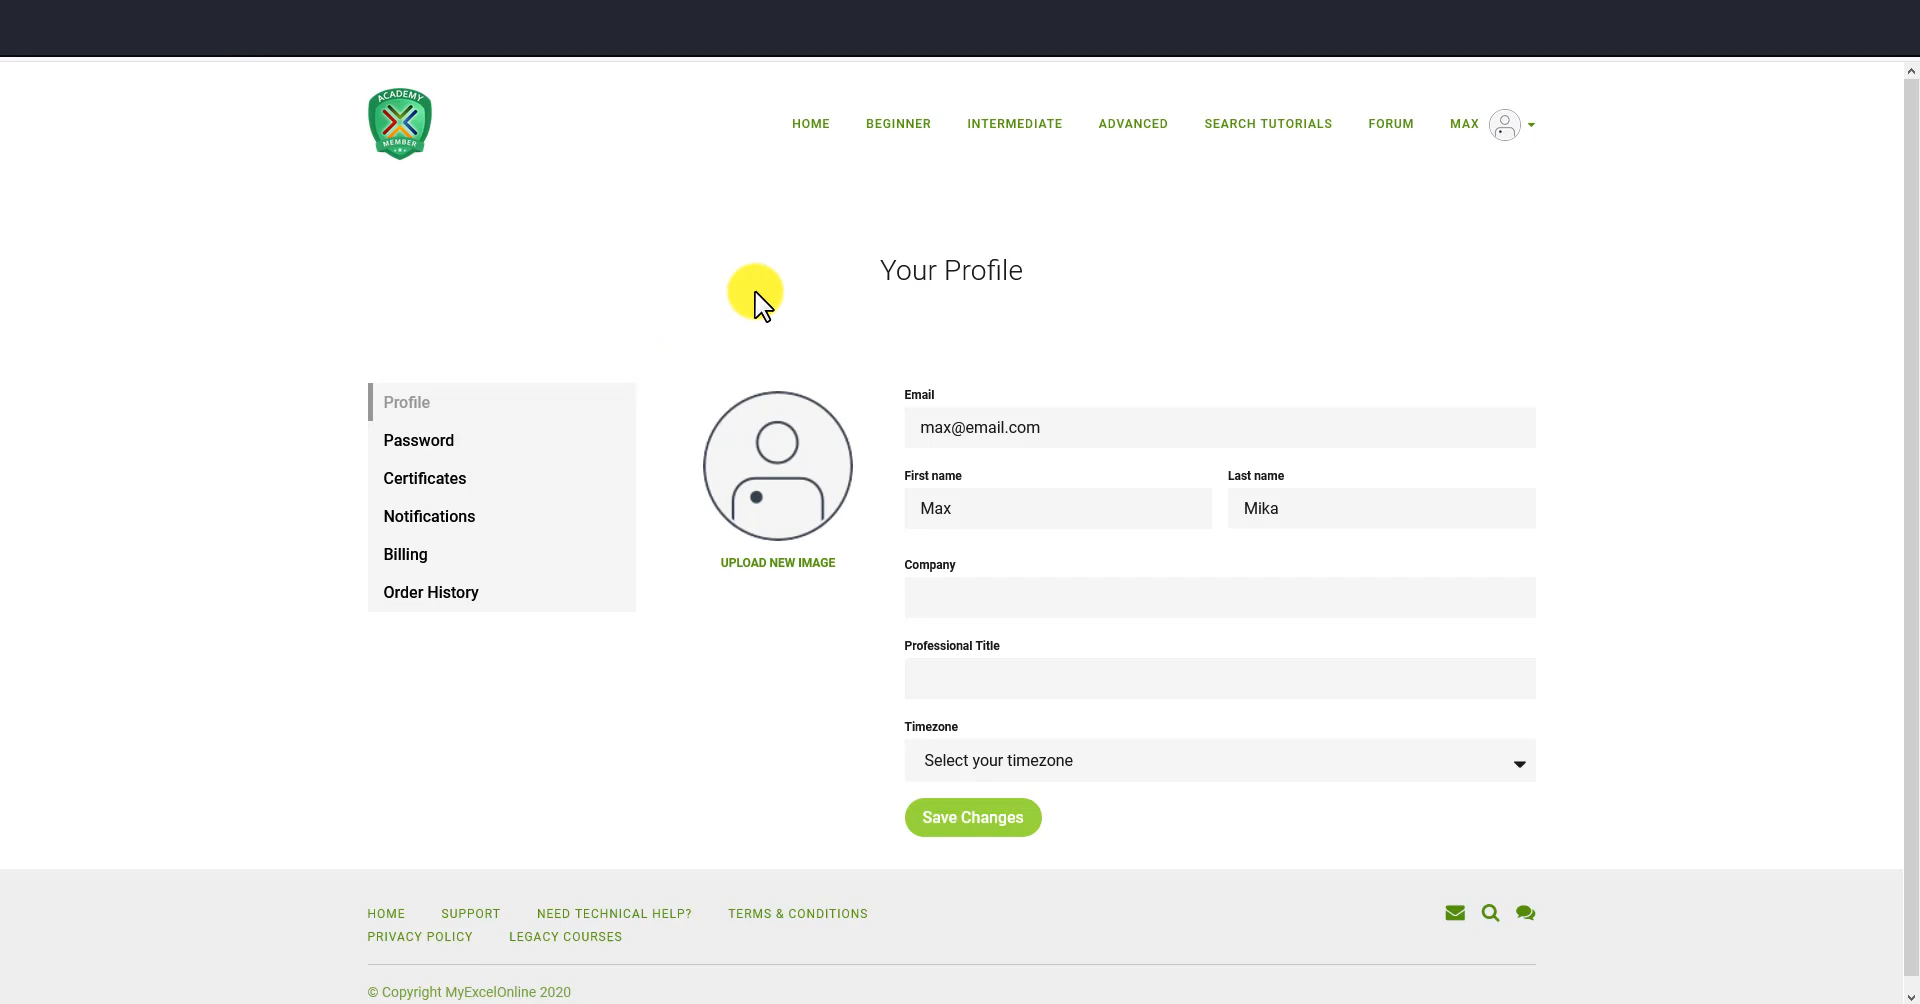 ACADEMY
MEMBER
HOME BEGINNER INTERMEDIATE ADVANCED SEARCH TUTORIALS FORUM MAX
Your Profile
Profile
Password
Certificates
Notifications
Billing
Order History
UPLOAD NEW IMAGE
Email
max@email.com
First name Last name
Max Mika
Company
Professional Title
Timezone
Select your timezone
Save Changes
HOME SUPPORT NEED TECHNICAL HELP? TERMS & CONDITIONS
PRIVACY POLICY LEGACY COURSES
© Copyright MyExcelOnline 2020